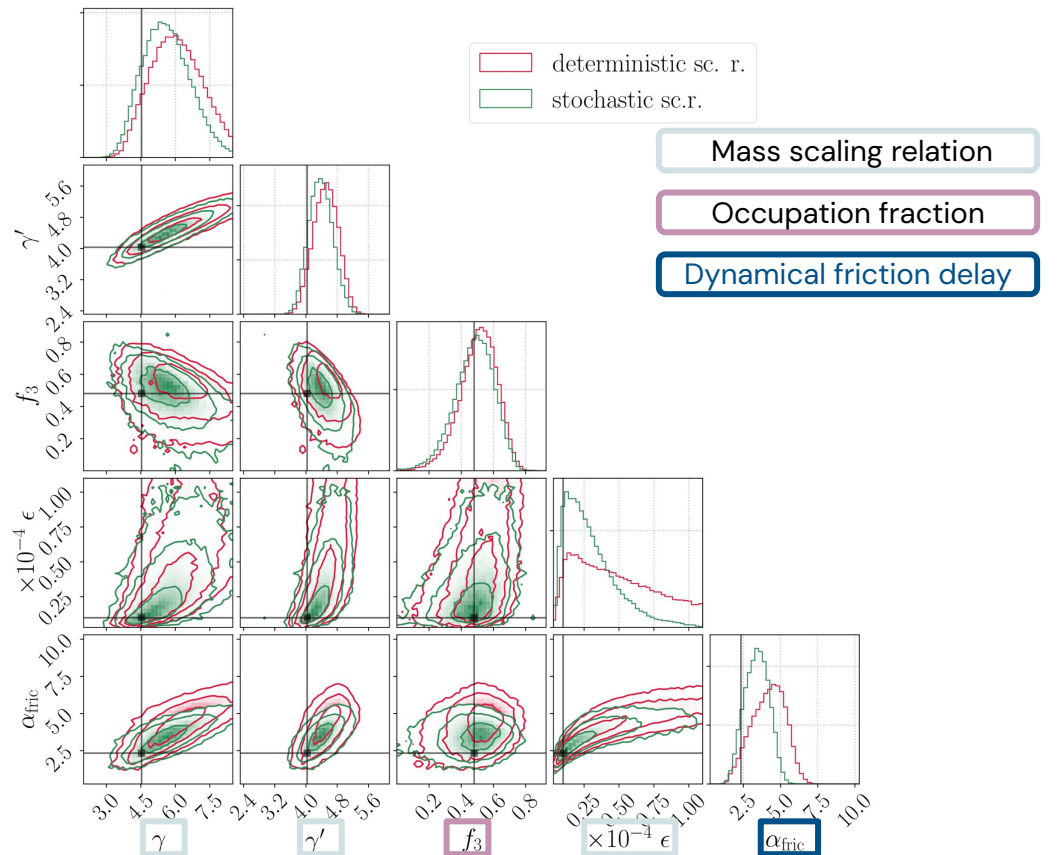 deterministic sc. r.
stochastic sc.r.
Mass scaling relation
Occupation fraction
Dynamical friction delay
5.6
4.8
4.0
3.2
2.4
γ′
0.8
0.6
0.4
0.2
f₃
1.00
0.75
0.50
0.25
×10⁻⁴ ϵ
10.0
7.5
5.0
2.5
α_fric
3.0 4.5 6.0 7.5
2.4 3.2 4.0 4.8 5.6
0.2 0.4 0.6 0.8
0.25 0.50 0.75 1.00
2.5 5.0 7.5 10.0
γ γ′ f₃ ×10⁻⁴ ϵ α_fric